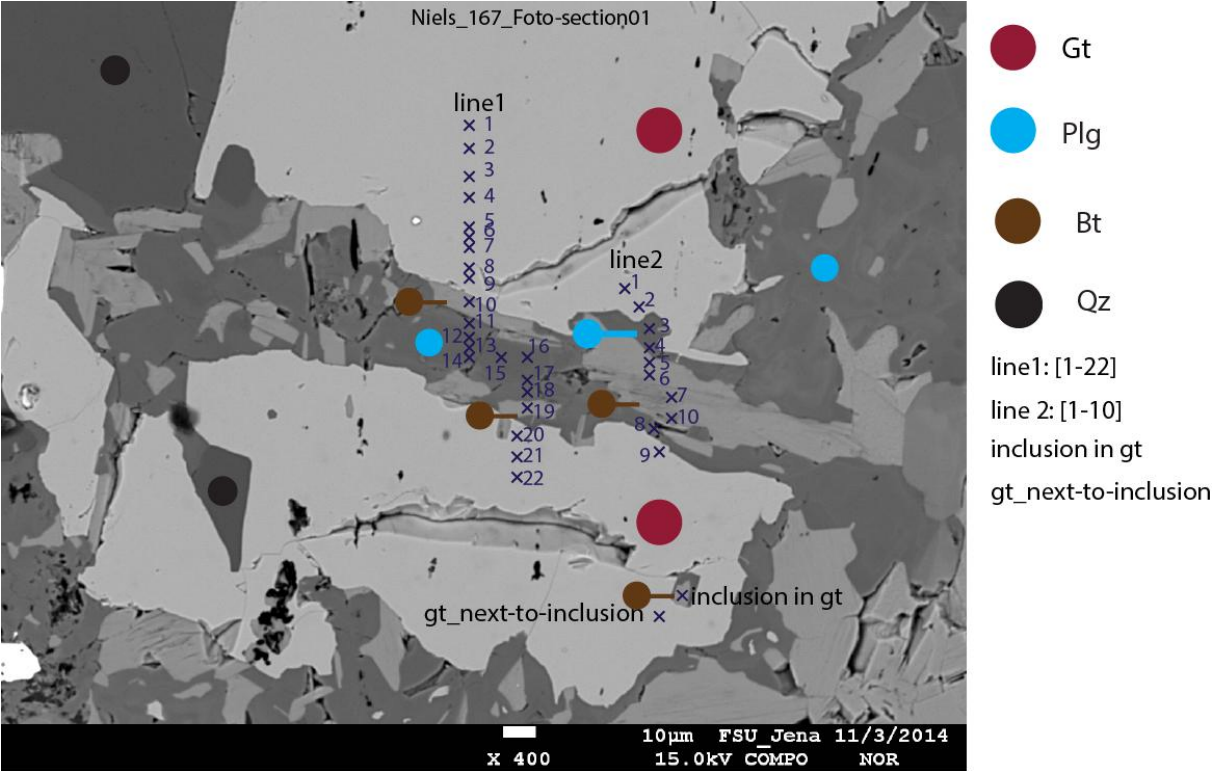 Niels_167_Foto-section01
line1
1
2
3
4
5
6
7
8
9
10
11
12
13
14
15
16
17
18
19
20
21
22
line2
1
2
3
4
5
6
7
10
8
9
inclusion in gt
gt_next-to-inclusion
10µm FSU_Jena 11/3/2014
X 400 15.0kV COMPO NOR
Gt
Plg
Bt
Qz
line1: [1-22]
line 2: [1-10]
inclusion in gt
gt_next-to-inclusion